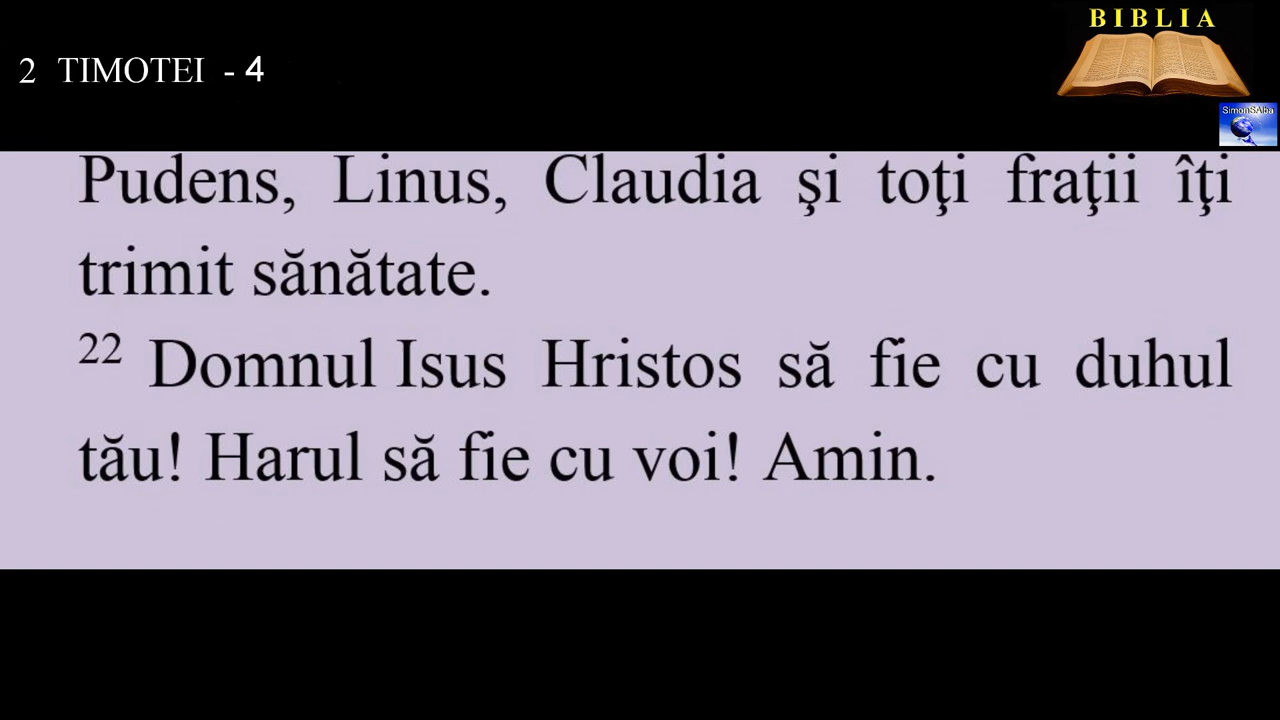 BIBLIA
2 TIMOTEI - 4
SimonSAlba
Pudens, Linus, Claudia şi toţi fraţii îţi
trimit sănătate.
22 Domnul Isus Hristos să fie cu duhul
tău! Harul să fie cu voi! Amin.